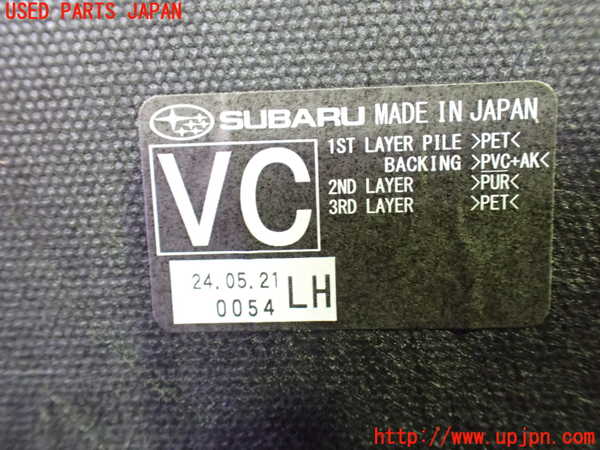 USED PARTS JAPAN
SUBARU MADE IN JAPAN
VC
1ST LAYER PILE >PET<
BACKING >PVC+AK<
2ND LAYER >PUR<
3RD LAYER >PET<
24.05.21
0054
LH
http://www.upjpn.com/